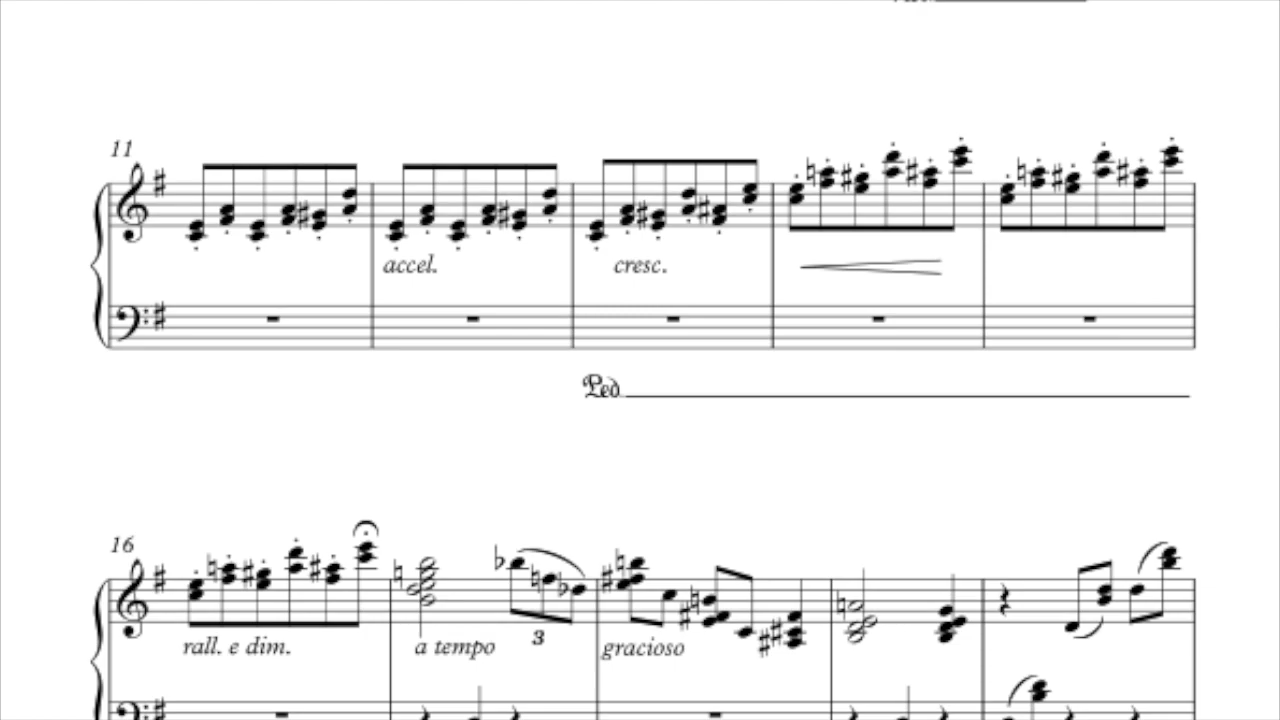 11
accel.
cresc.
Ped
16
rall. e dim.
a tempo
3
gracioso